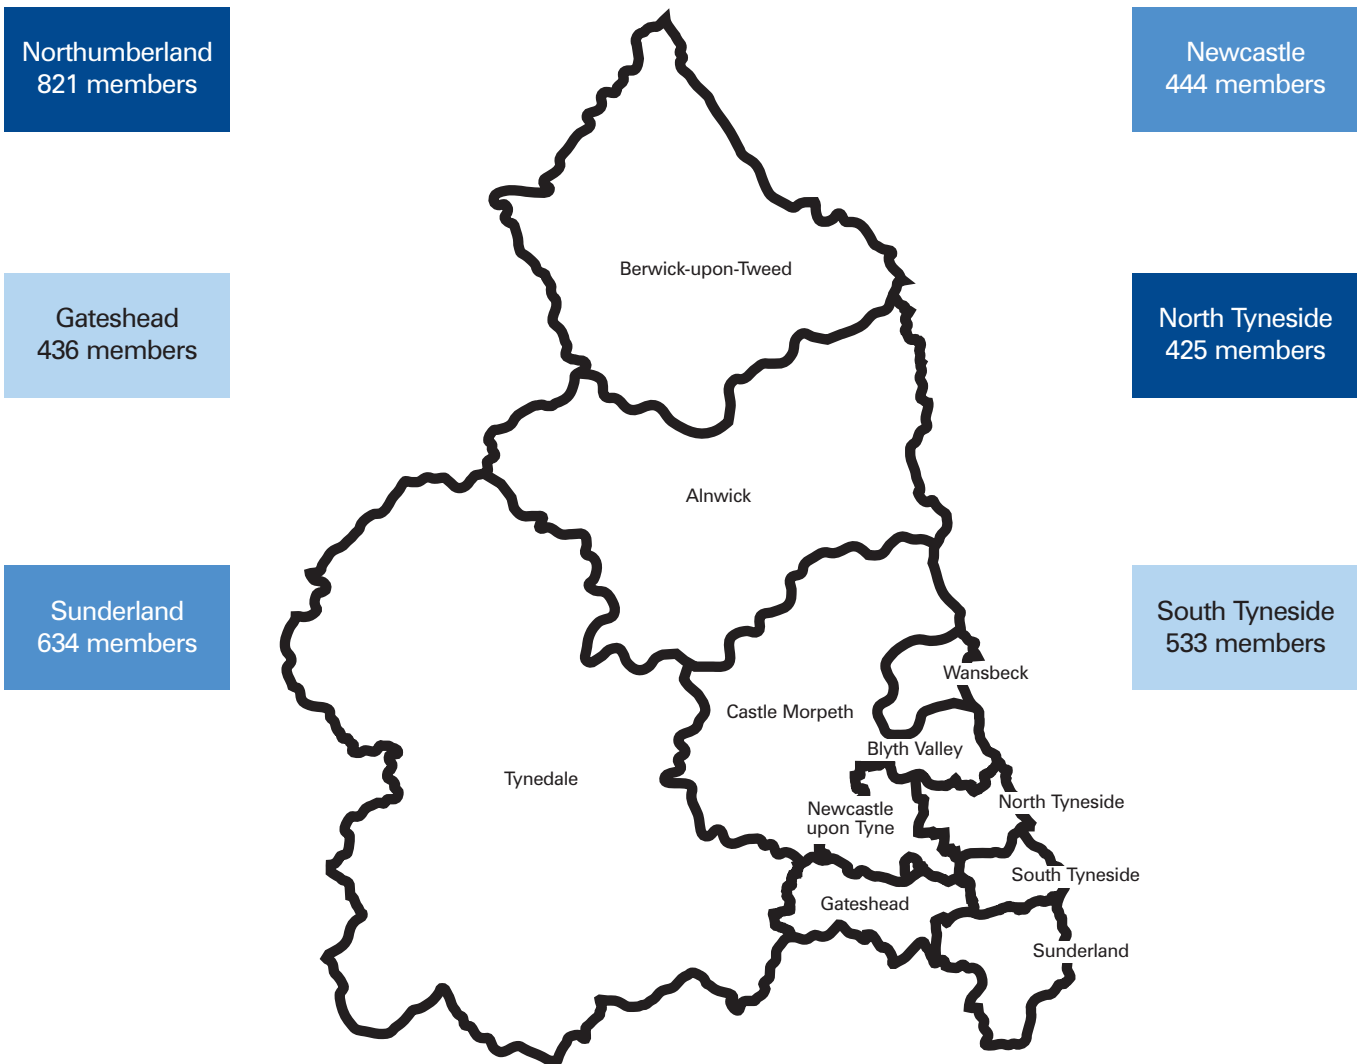 Northumberland
821 members
Newcastle
444 members
Berwick-upon-Tweed
Gateshead
436 members
North Tyneside
425 members
Alnwick
Sunderland
634 members
South Tyneside
533 members
Wansbeck
Castle Morpeth
Blyth Valley
Tynedale
Newcastle
upon Tyne
North Tyneside
South Tyneside
Gateshead
Sunderland